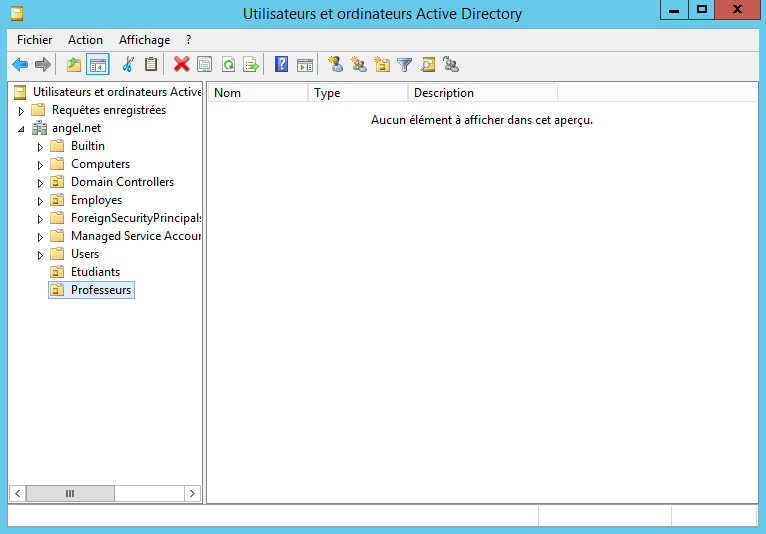 Utilisateurs et ordinateurs Active Directory
Fichier Action Affichage ?
Utilisateurs et ordinateurs Active
Requêtes enregistrées
angel.net
Builtin
Computers
Domain Controllers
Employes
ForeignSecurityPrincipals
Managed Service Accour
Users
Etudiants
Professeurs
Nom Type Description
Aucun élément à afficher dans cet aperçu.